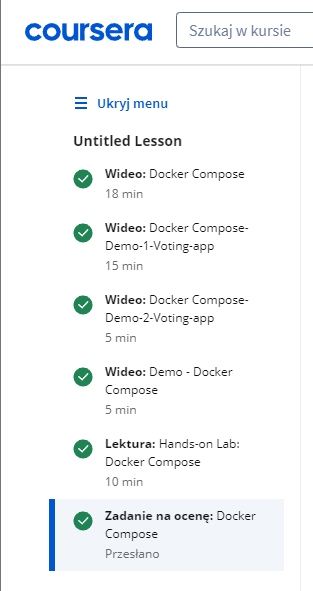 coursera
Szukaj w kursie
Ukryj menu
Untitled Lesson
Wideo: Docker Compose
18 min
Wideo: Docker Compose-
Demo-1-Voting-app
15 min
Wideo: Docker Compose-
Demo-2-Voting-app
5 min
Wideo: Demo - Docker
Compose
5 min
Lektura: Hands-on Lab:
Docker Compose
10 min
Zadanie na ocenę: Docker
Compose
Przesłano